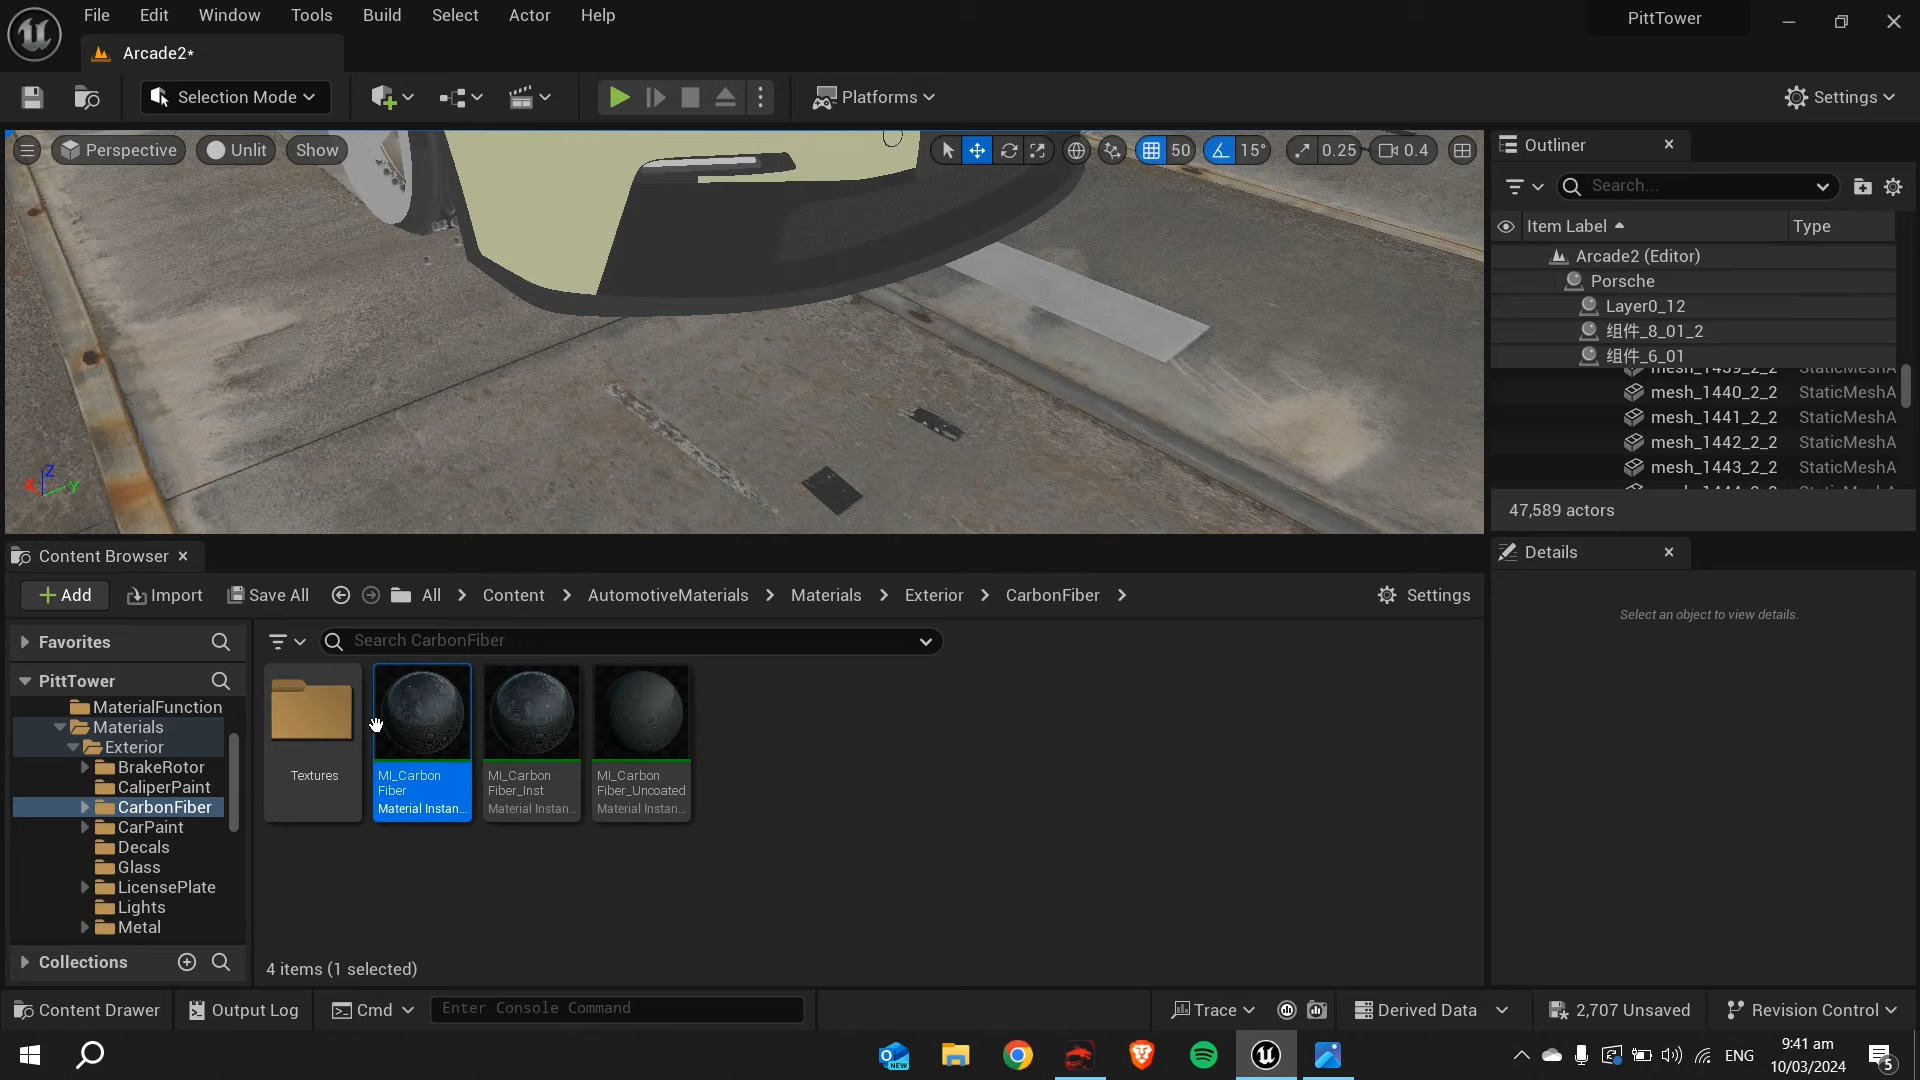 File Edit Window Tools Build Select Actor Help
PittTower
Arcade2*
Selection Mode
Platforms
Settings
Perspective Unlit Show
50 15° 0.25 0.4
Z
X Y
Outliner
Search...
Item Label Type
Arcade2 (Editor)
Porsche
Layer0_12
组件_8_01_2
组件_6_01
mesh_1439_2_2 StaticMeshA
mesh_1440_2_2 StaticMeshA
mesh_1441_2_2 StaticMeshA
mesh_1442_2_2 StaticMeshA
mesh_1443_2_2 StaticMeshA
47,589 actors
Content Browser
Add Import Save All All Content AutomotiveMaterials Materials Exterior CarbonFiber Settings
Details
Select an object to view details.
Favorites
Search CarbonFiber
PittTower
MaterialFunction
Materials
Exterior
BrakeRotor
CaliperPaint
CarbonFiber
CarPaint
Decals
Glass
LicensePlate
Lights
Metal
Collections
Textures
MI_Carbon
Fiber
Material Instan...
MI_Carbon
Fiber_Inst
Material Instan...
MI_Carbon
Fiber_Uncoated
Material Instan...
4 items (1 selected)
Content Drawer Output Log Cmd Enter Console Command Trace Derived Data 2,707 Unsaved Revision Control
NEW
ENG
9:41 am
10/03/2024
5